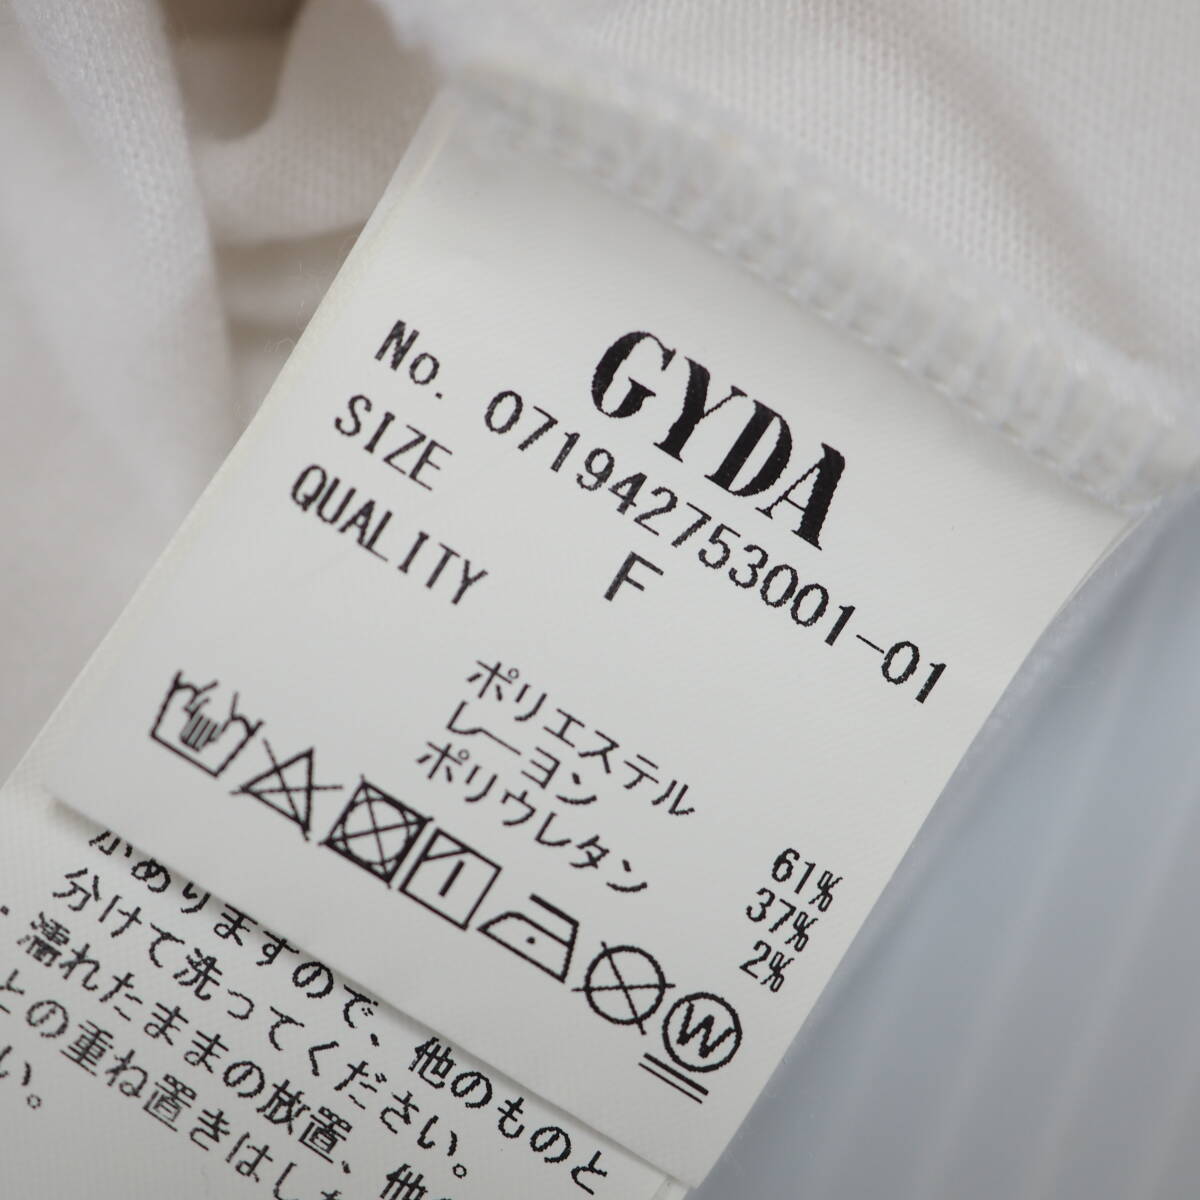 GYDA
No. 071942753001-01
SIZE F
QUALITY
ポリエステル 61%
レーヨン 37%
ポリウレタン 2%
W
がありますので、他のものと
分けて洗ってください。
・濡れたままの放置、他
との重ね置きはし
い。